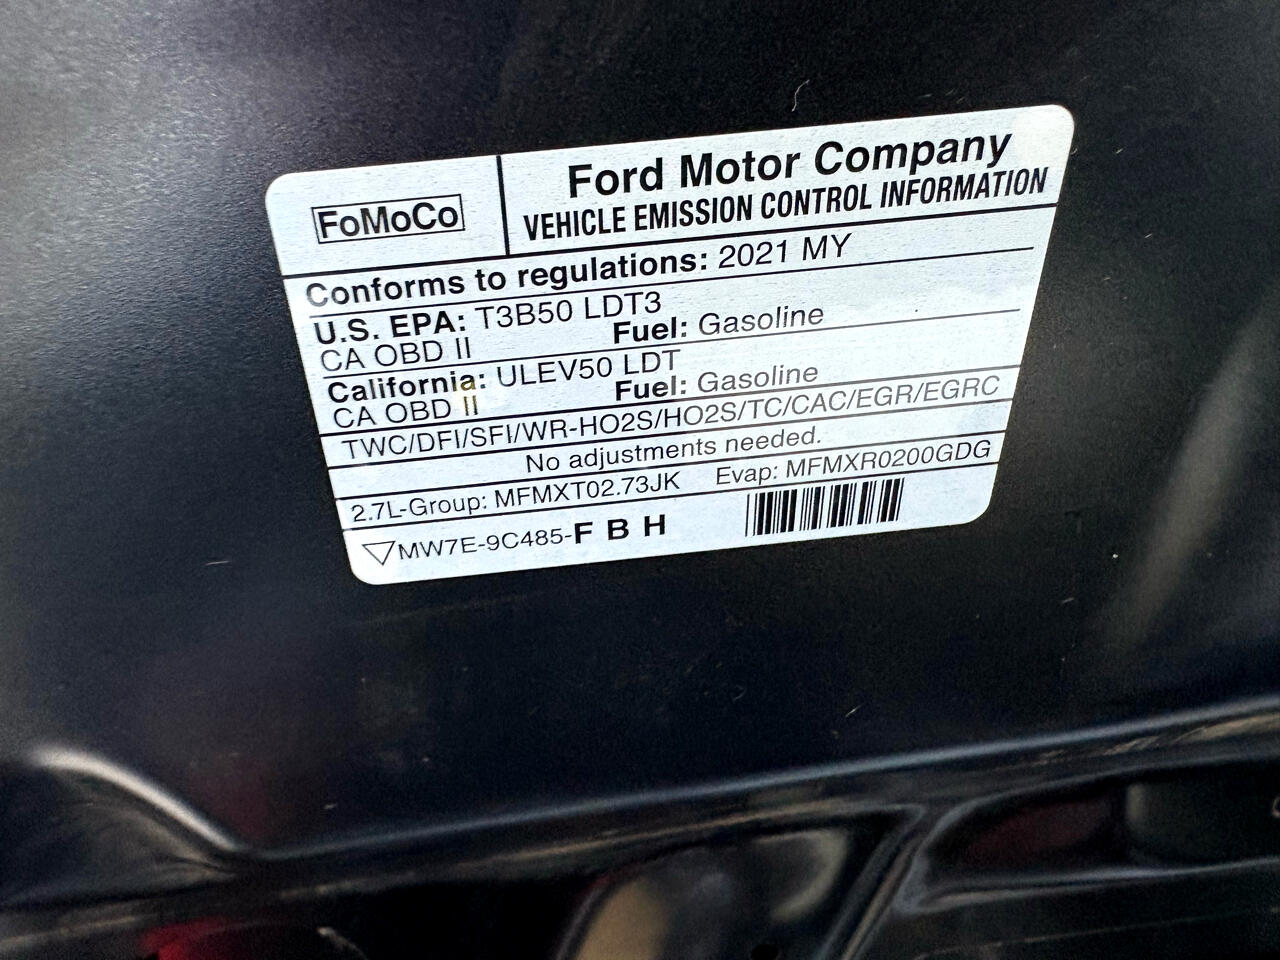 FoMoCo
Ford Motor Company
VEHICLE EMISSION CONTROL INFORMATION
Conforms to regulations: 2021 MY
U.S. EPA: T3B50 LDT3
CA OBD II Fuel: Gasoline
California: ULEV50 LDT
CA OBD II Fuel: Gasoline
TWC/DFI/SFI/WR-HO2S/HO2S/TC/CAC/EGR/EGRC
No adjustments needed.
2.7L-Group: MFMXT02.73JK Evap: MFMXR0200GDG
MW7E-9C485-F B H